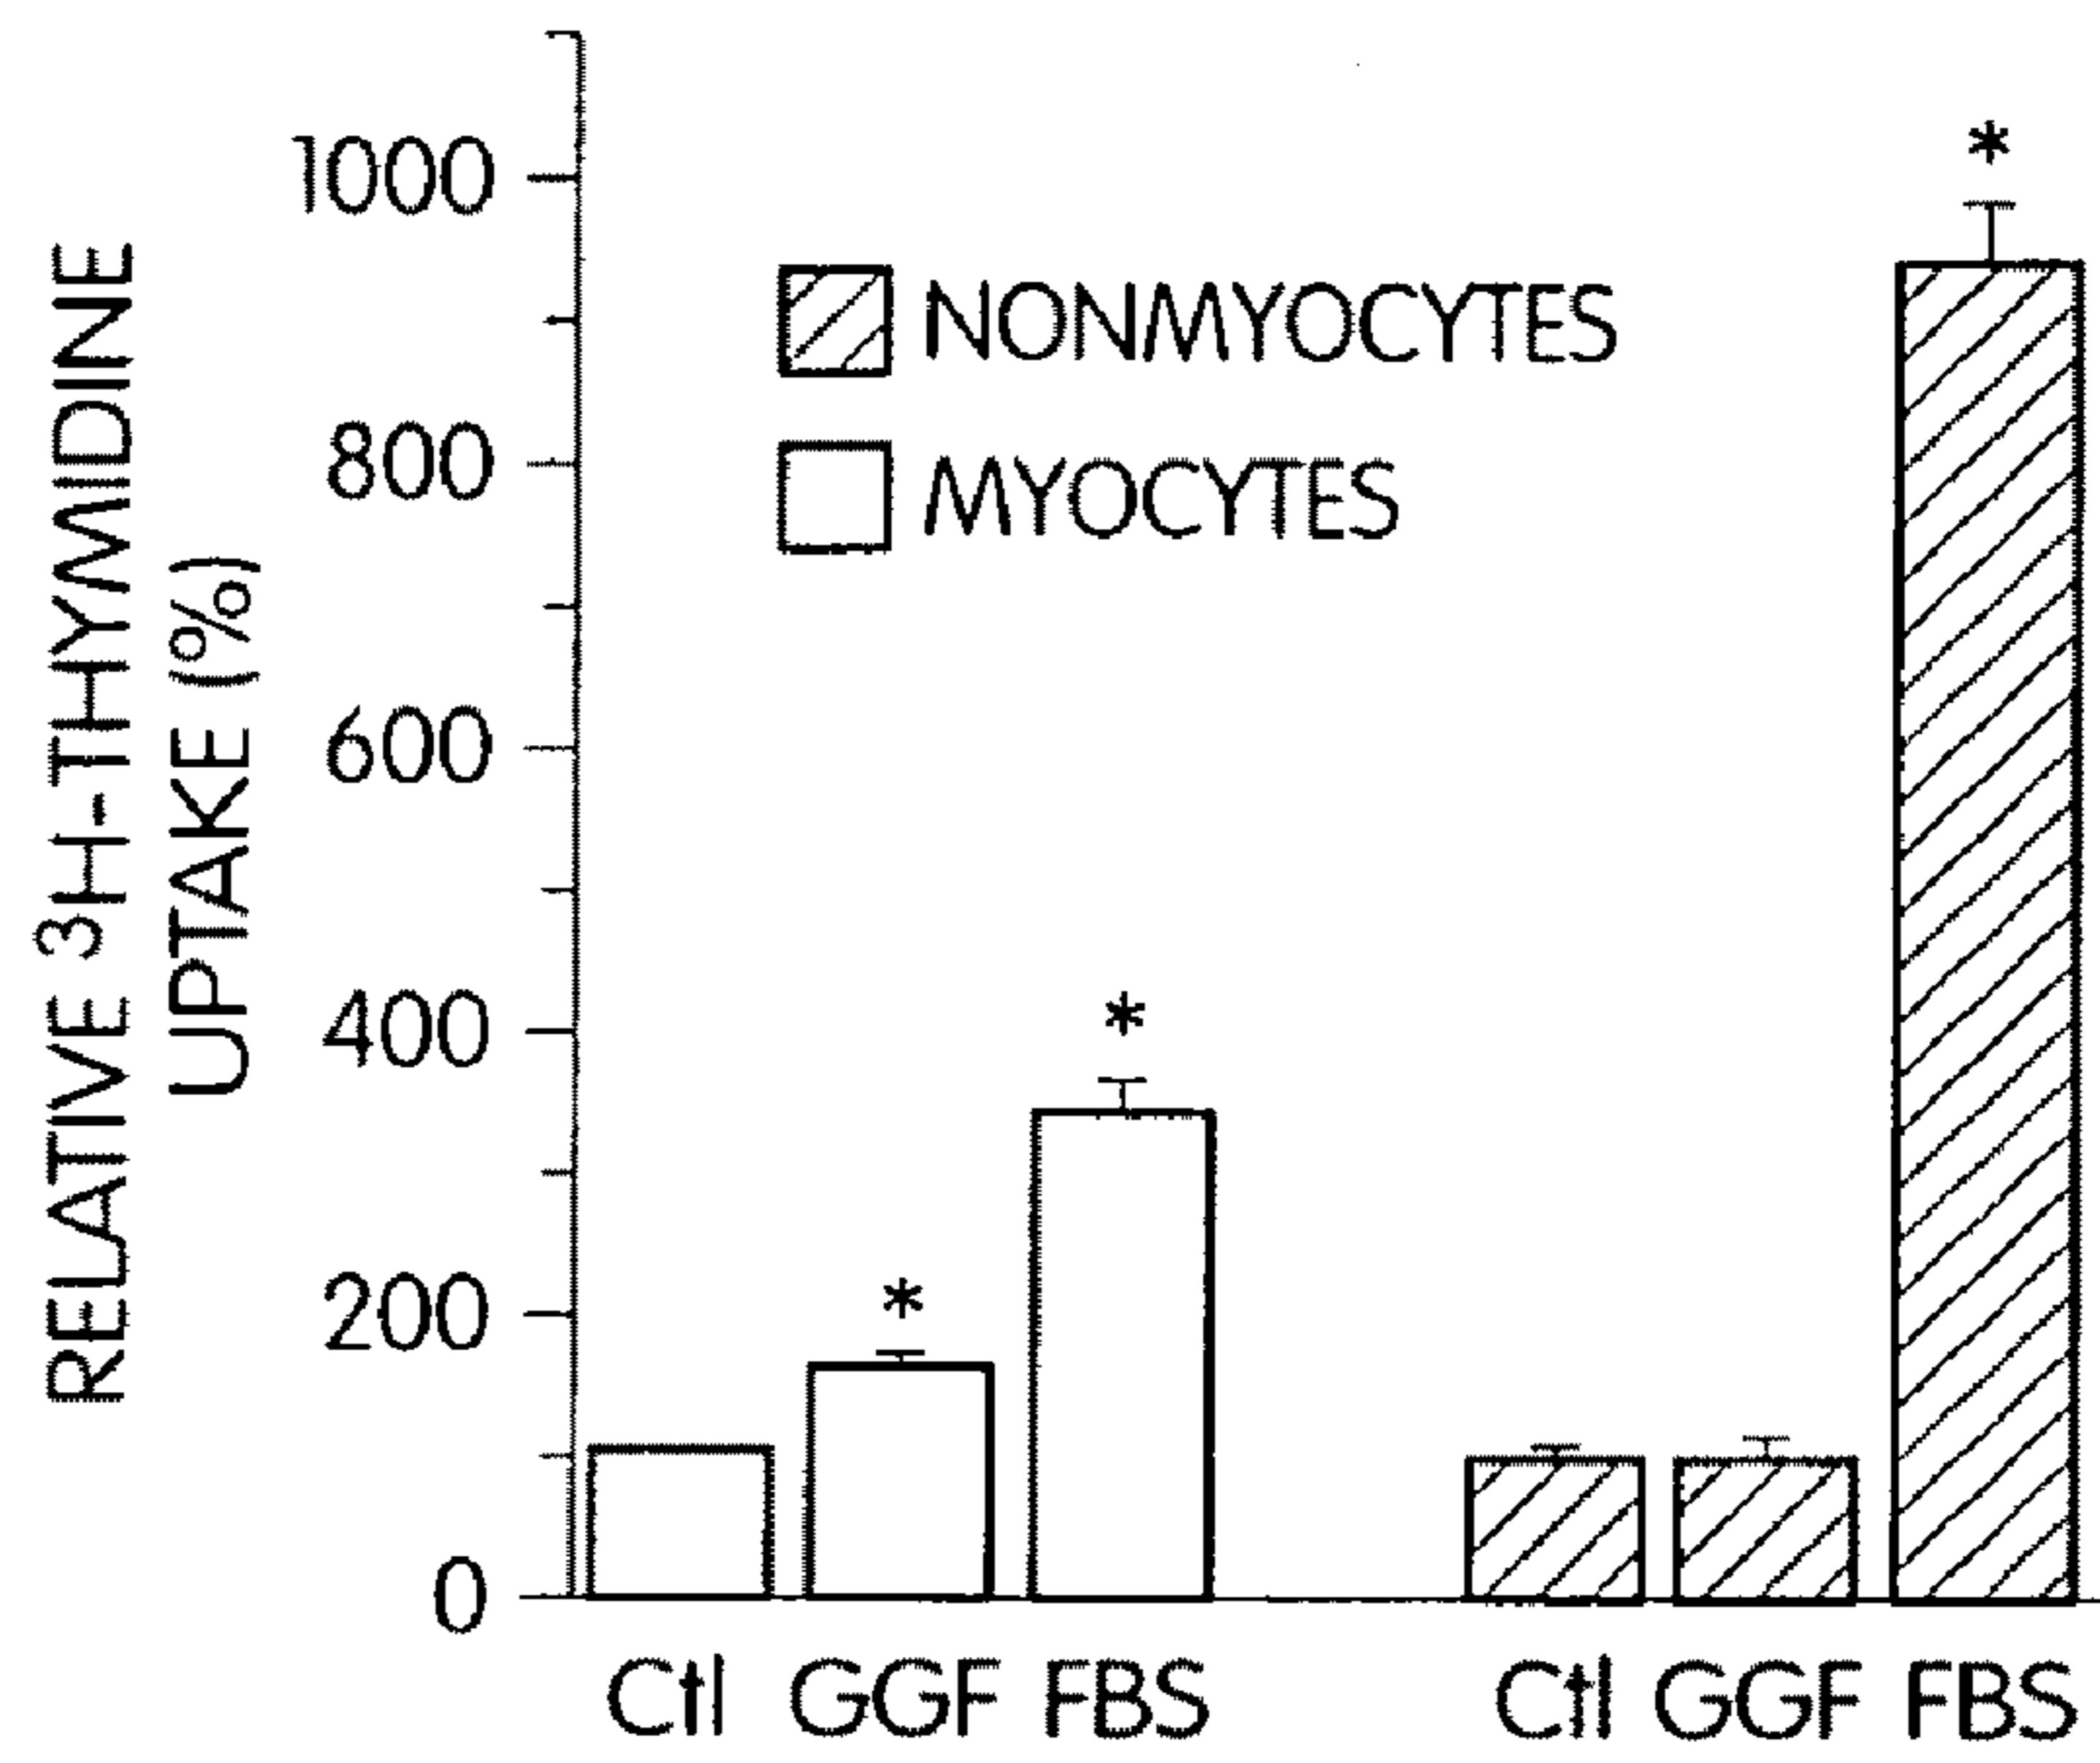 RELATIVE 3H-THYMIDINE
UPTAKE (%)
1000
800
600
400
200
0
NONMYOCYTES
MYOCYTES
*
*
*
Ctl GGF FBS Ctl GGF FBS